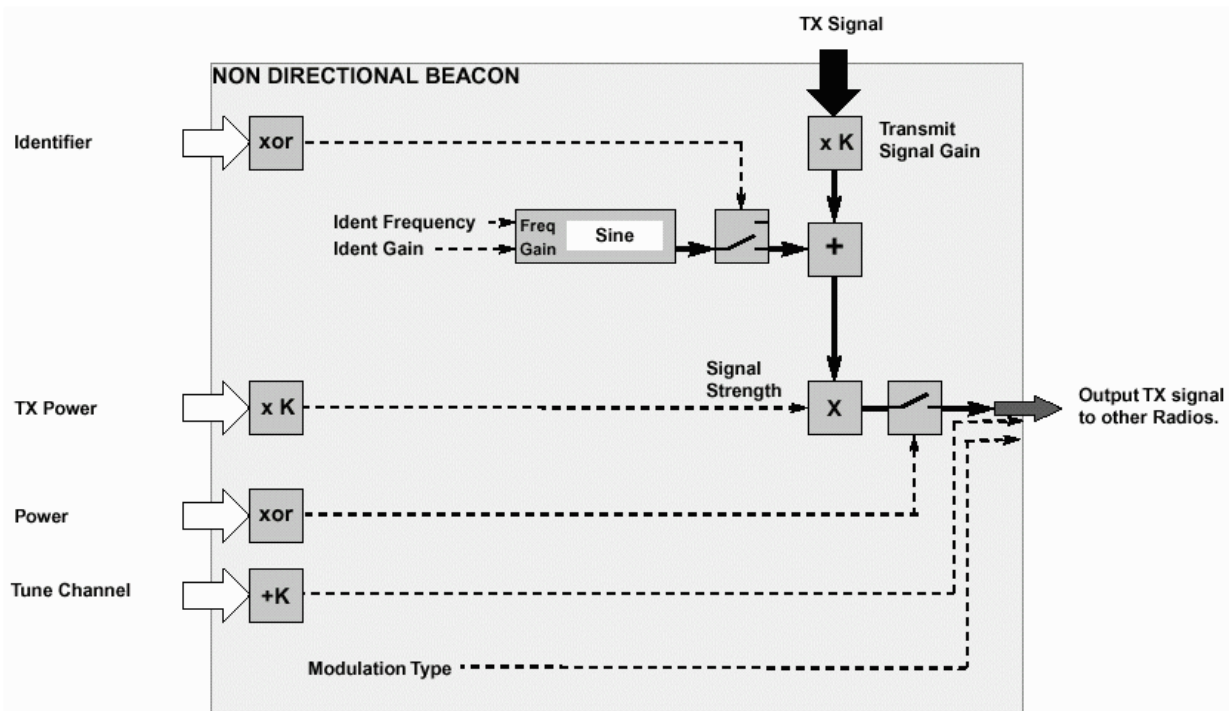 TX Signal
NON DIRECTIONAL BEACON
Identifier
xor
x K
Transmit
Signal Gain
Ident Frequency
Ident Gain
Freq
Gain
Sine
+
TX Power
x K
Signal
Strength
X
Output TX signal
to other Radios.
Power
xor
Tune Channel
+K
Modulation Type